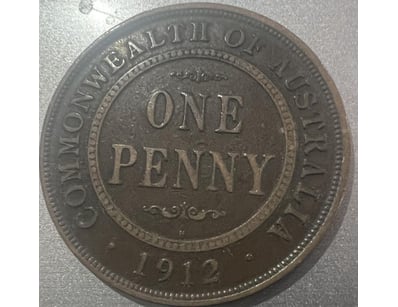 COMMONWEALTH OF AUSTRALIA
ONE
PENNY
H
1912